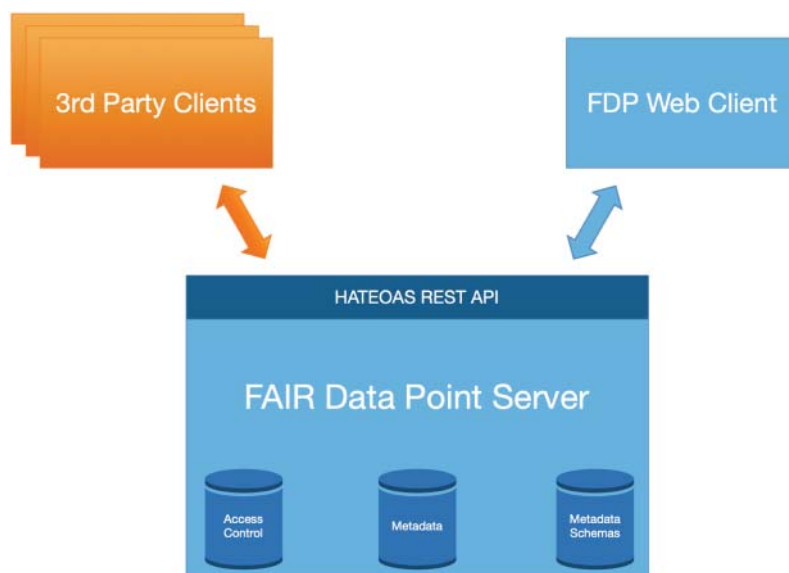 3rd Party Clients
FDP Web Client
HATEOAS REST API
FAIR Data Point Server
Access
Control
Metadata
Metadata
Schemas